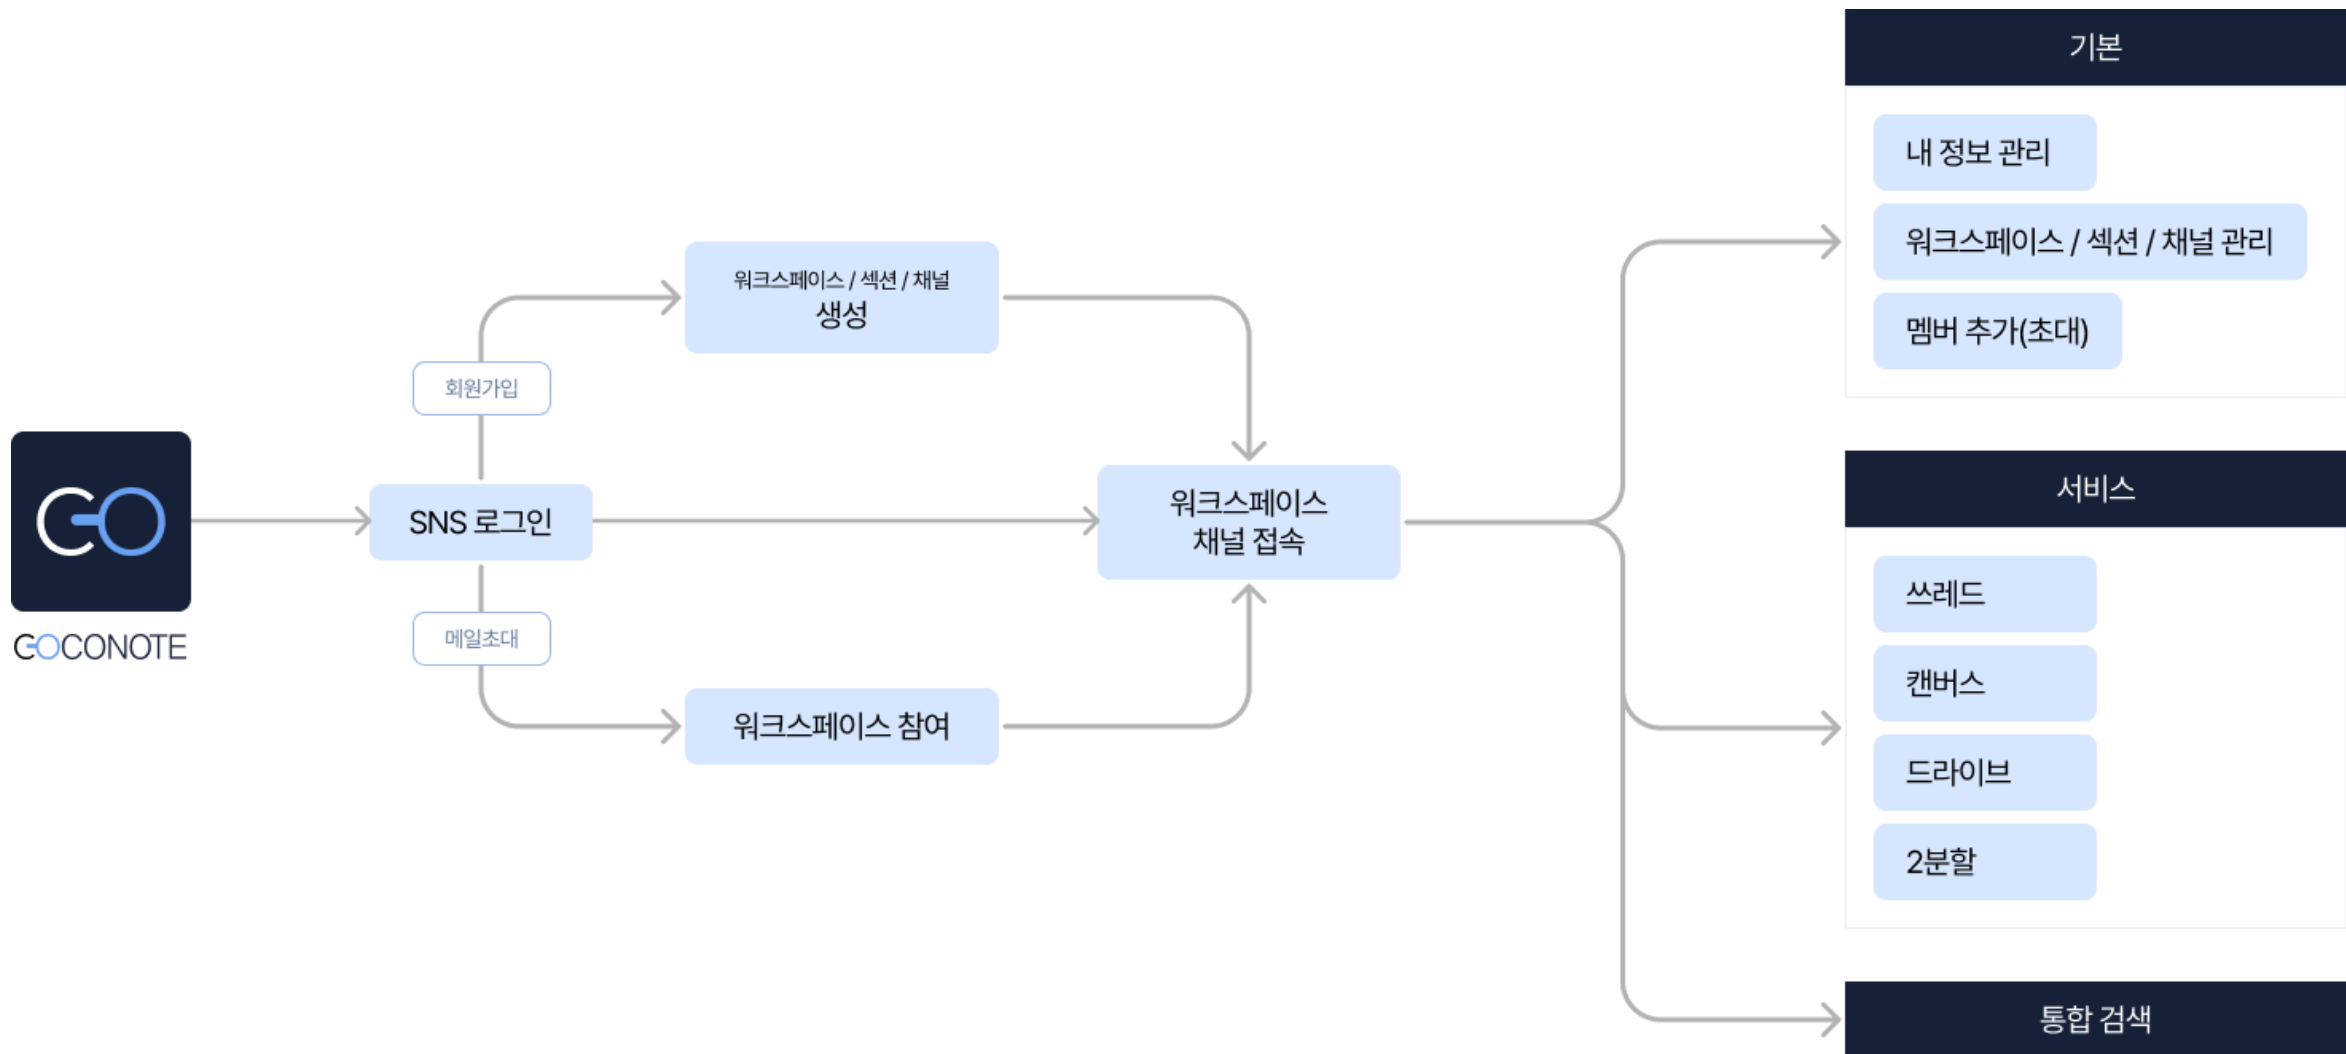 COCONOTE
SNS 로그인
회원가입
메일초대
워크스페이스 / 섹션 / 채널
생성
워크스페이스 참여
워크스페이스
채널 접속
기본
내 정보 관리
워크스페이스 / 섹션 / 채널 관리
멤버 추가(초대)
서비스
쓰레드
캔버스
드라이브
2분할
통합 검색